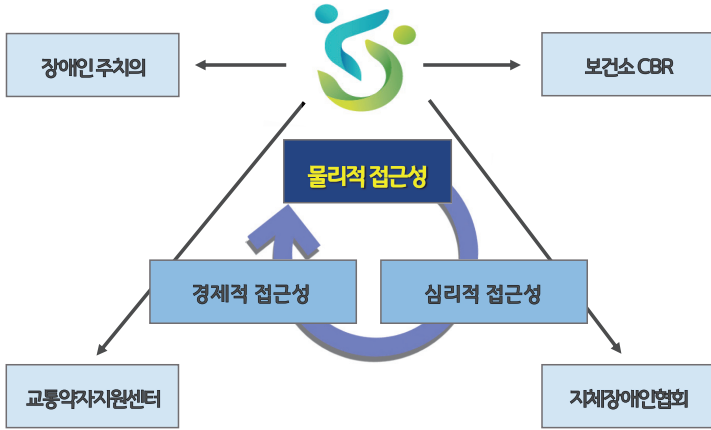 장애인 주치의
보건소 CBR
물리적 접근성
경제적 접근성
심리적 접근성
교통약자지원센터
지체장애인협회